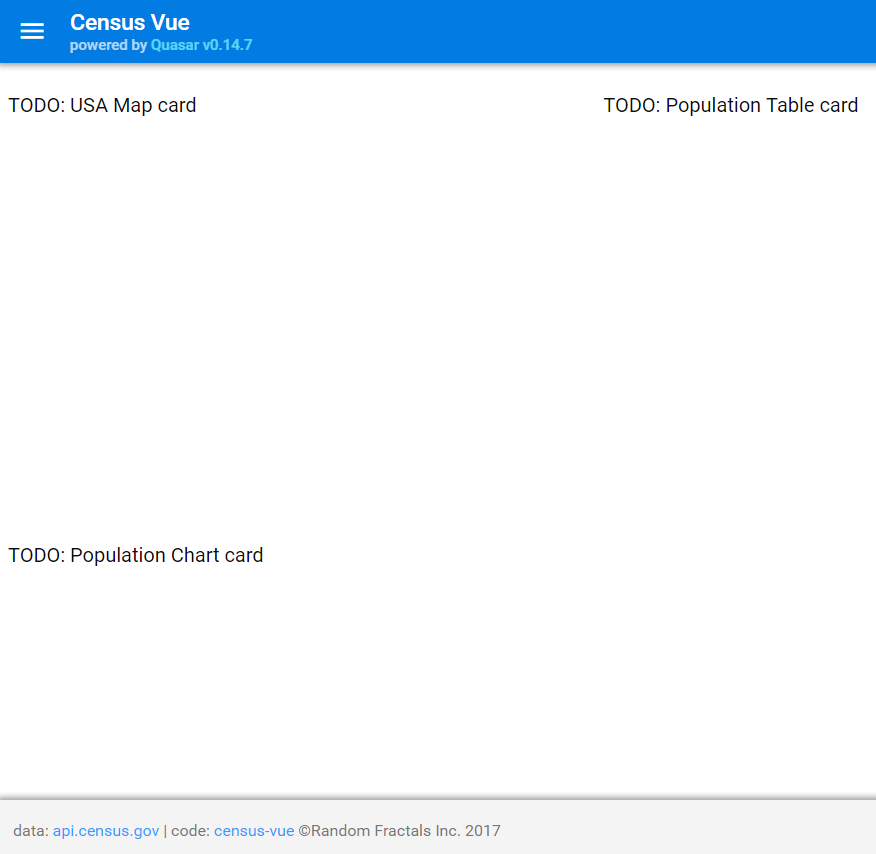 Census Vue
powered by Quasar v0.14.7
TODO: USA Map card
TODO: Population Table card
TODO: Population Chart card
data: api.census.gov | code: census-vue ©Random Fractals Inc. 2017